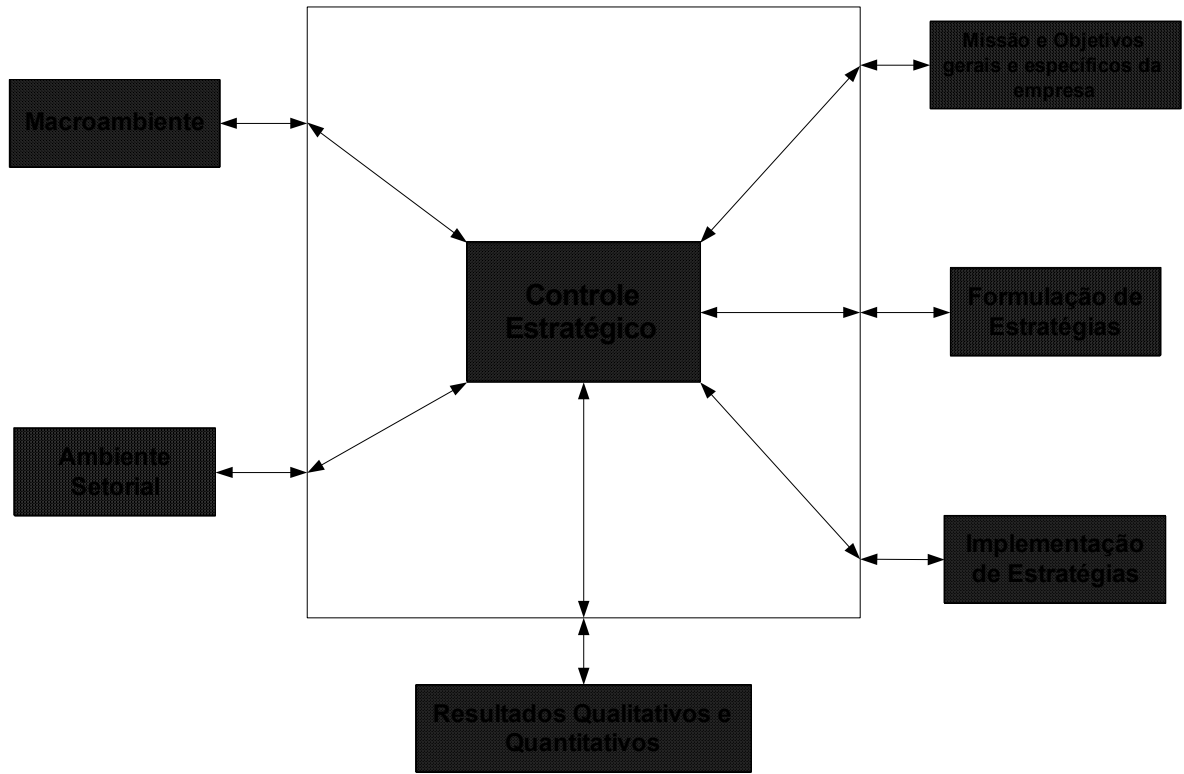 Missão e Objetivos
gerais e específicos da
empresa
Macroambiente
Controle
Estratégico
Formulação de
Estratégias
Ambiente
Setorial
Implementação
de Estratégias
Resultados Qualitativos e
Quantitativos